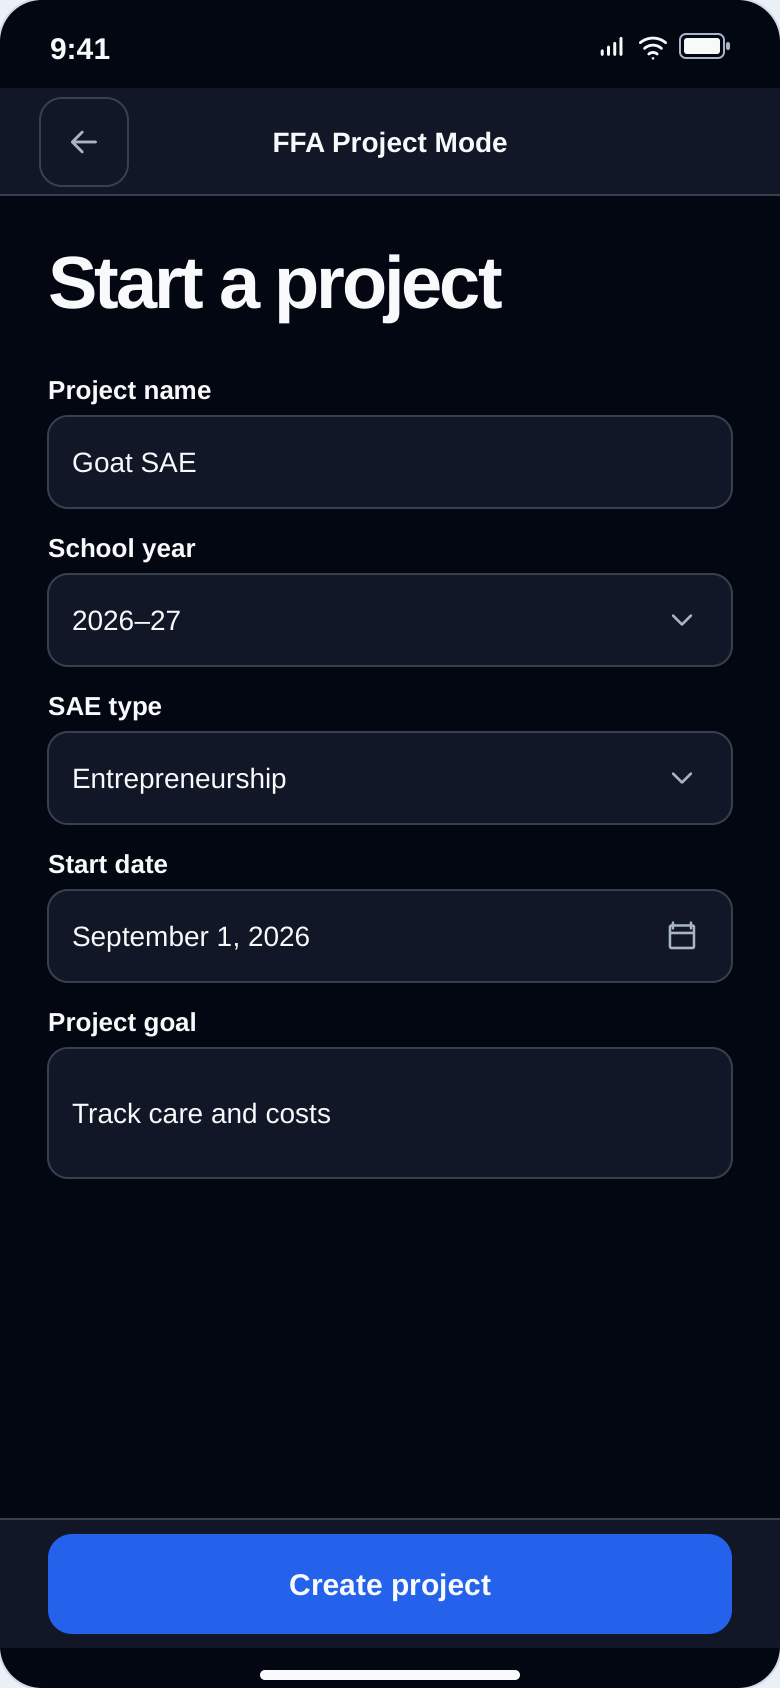 9:41
FFA Project Mode
Start a project
Project name
Goat SAE
School year
2026–27
SAE type
Entrepreneurship
Start date
September 1, 2026
Project goal
Track care and costs
Create project